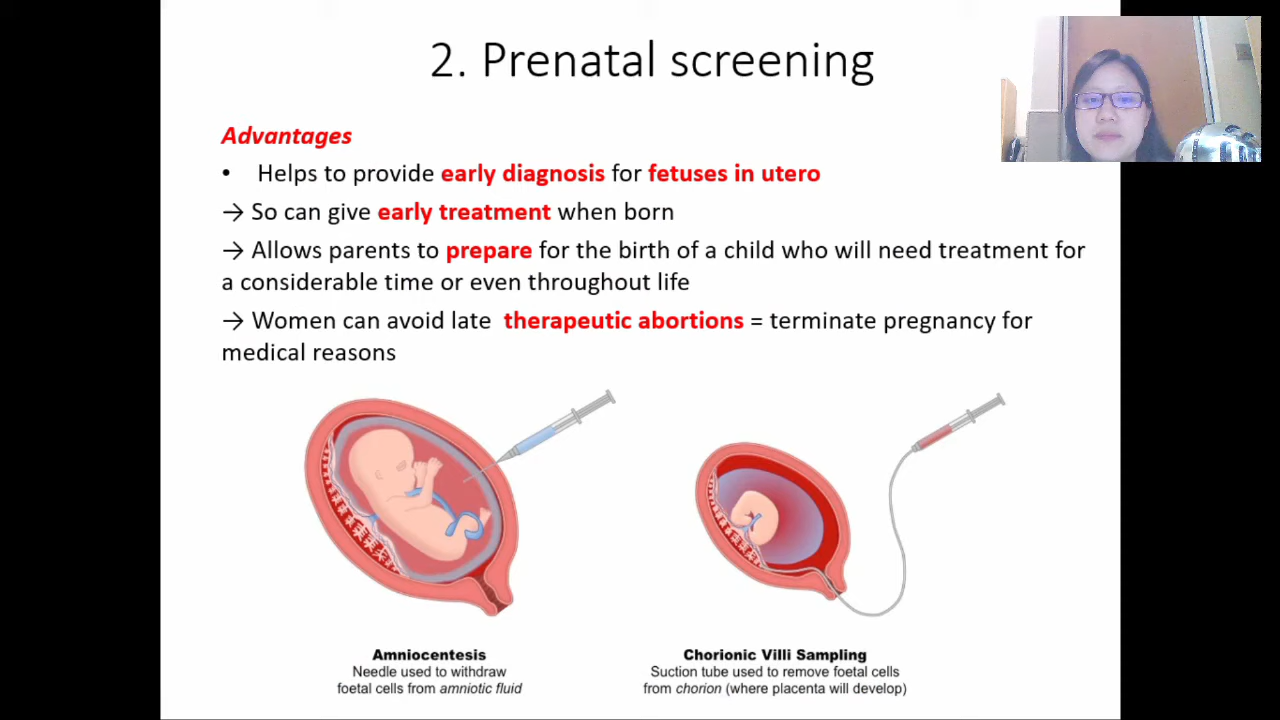 2. Prenatal screening
Advantages
• Helps to provide early diagnosis for fetuses in utero
→ So can give early treatment when born
→ Allows parents to prepare for the birth of a child who will need treatment for
a considerable time or even throughout life
→ Women can avoid late therapeutic abortions = terminate pregnancy for
medical reasons
Amniocentesis
Needle used to withdraw
foetal cells from amniotic fluid
Chorionic Villi Sampling
Suction tube used to remove foetal cells
from chorion (where placenta will develop)